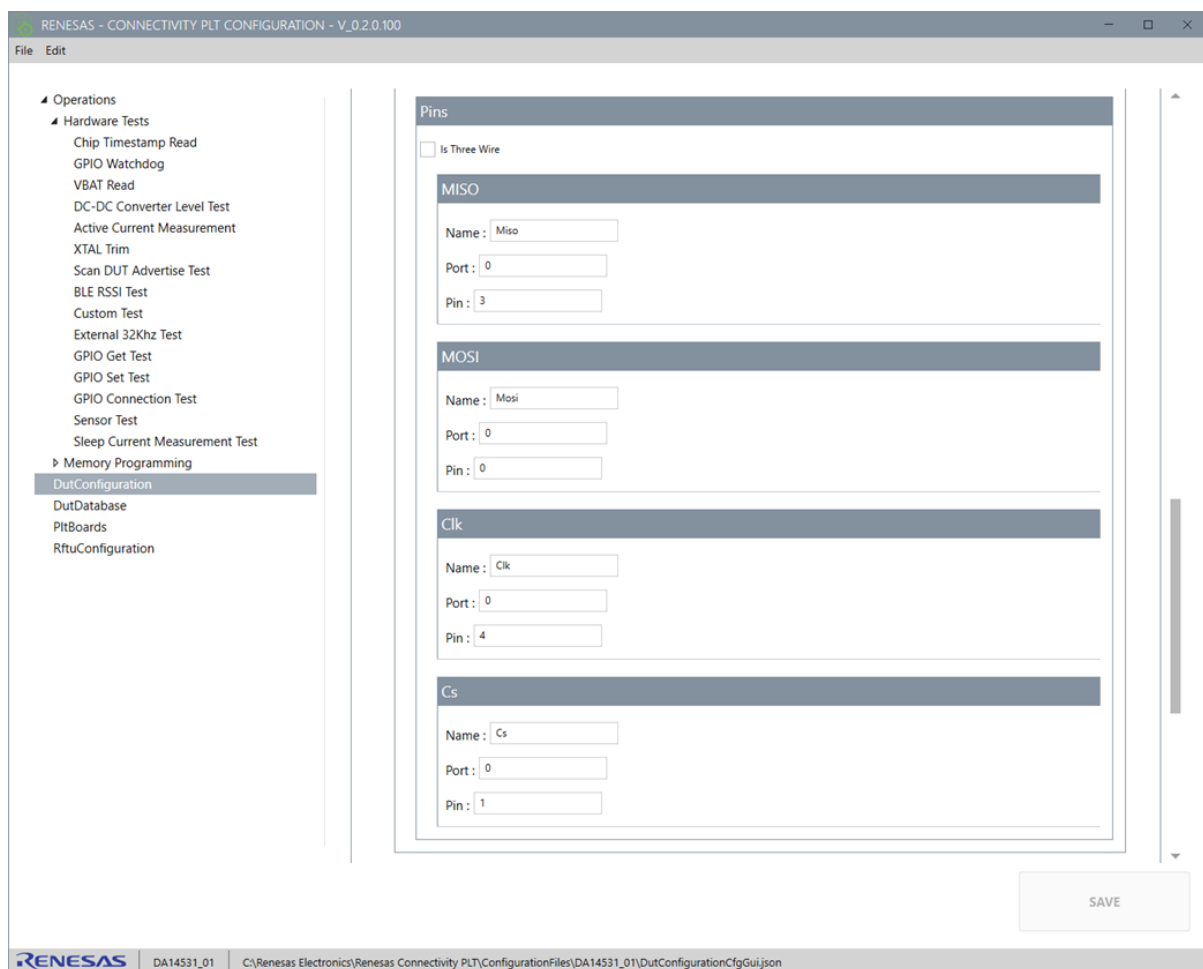 RENESAS - CONNECTIVITY PLT CONFIGURATION - V_0.2.0.100
File Edit
Operations
Hardware Tests
Chip Timestamp Read
GPIO Watchdog
VBAT Read
DC-DC Converter Level Test
Active Current Measurement
XTAL Trim
Scan DUT Advertise Test
BLE RSSI Test
Custom Test
External 32Khz Test
GPIO Get Test
GPIO Set Test
GPIO Connection Test
Sensor Test
Sleep Current Measurement Test
Memory Programming
DutConfiguration
DutDatabase
PltBoards
RftuConfiguration
Pins
Is Three Wire
MISO
Name : Miso
Port : 0
Pin : 3
MOSI
Name : Mosi
Port : 0
Pin : 0
Clk
Name : Clk
Port : 0
Pin : 4
Cs
Name : Cs
Port : 0
Pin : 1
SAVE
RENESAS DA14531_01 C:\Renesas Electronics\Renesas Connectivity PLT\ConfigurationFiles\DA14531_01\DutConfigurationCfgGui.json